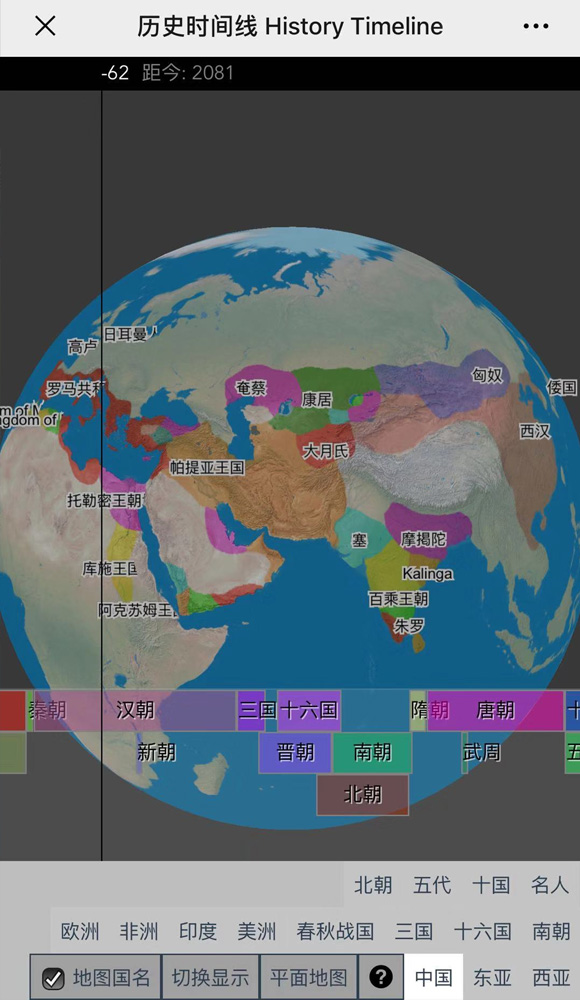 历史时间线 History Timeline
-62 距今: 2081
高卢 日耳曼人
罗马共和
奄蔡
康居
匈奴
倭国
西汉
大月氏
帕提亚王国
托勒密王朝
塞
摩揭陀
库施王国
Kalinga
百乘王朝
阿克苏姆王
朱罗
秦朝 汉朝 三国 十六国 隋朝 唐朝 十
新朝 晋朝 南朝 武周 五
北朝
北朝 五代 十国 名人
欧洲 非洲 印度 美洲 春秋战国 三国 十六国 南朝
地图国名 切换显示 平面地图 ? 中国 东亚 西亚